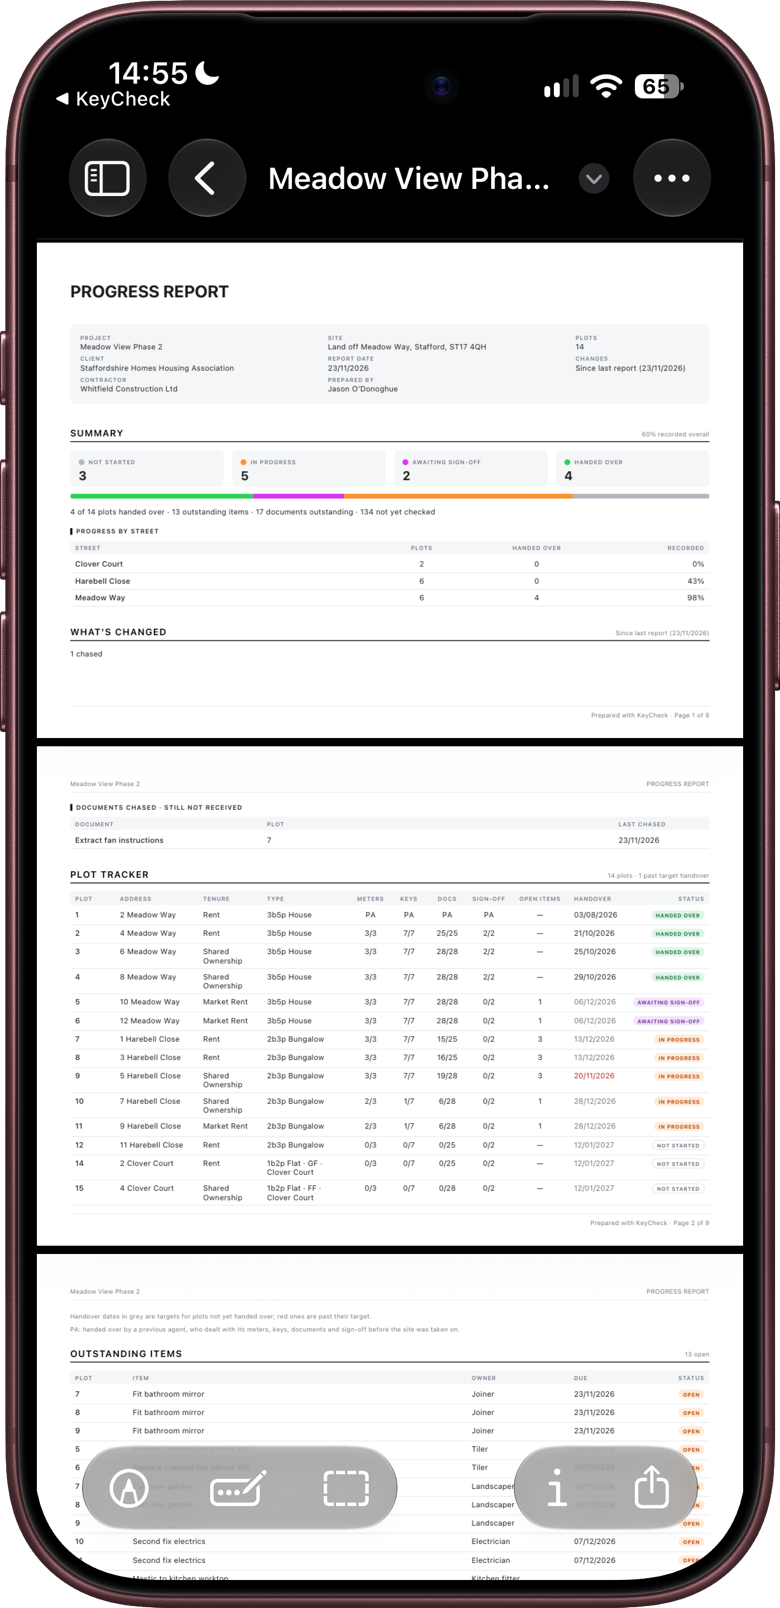 14:55
65
KeyCheck
Meadow View Pha...
PROGRESS REPORT
PROJECT
Meadow View Phase 2
SITE
Land off Meadow Way, Stafford, ST17 4QH
PLOTS
14
CLIENT
Staffordshire Homes Housing Association
REPORT DATE
23/11/2026
CHANGES
Since last report (23/11/2026)
CONTRACTOR
Whitfield Construction Ltd
PREPARED BY
Jason O'Donoghue
SUMMARY 60% recorded overall
NOT STARTED
3
IN PROGRESS
5
AWAITING SIGN-OFF
2
HANDED OVER
4
4 of 14 plots handed over · 13 outstanding items · 17 documents outstanding · 134 not yet checked
PROGRESS BY STREET
STREET PLOTS HANDED OVER RECORDED
Clover Court 2 0 0%
Harebell Close 6 0 43%
Meadow Way 6 4 98%
WHAT'S CHANGED Since last report (23/11/2026)
1 chased
Prepared with KeyCheck · Page 1 of 9
Meadow View Phase 2 PROGRESS REPORT
DOCUMENTS CHASED · STILL NOT RECEIVED
DOCUMENT PLOT LAST CHASED
Extract fan instructions 7 23/11/2026
PLOT TRACKER 14 plots · 1 past target handover
PLOT ADDRESS TENURE TYPE METERS KEYS DOCS SIGN-OFF OPEN ITEMS HANDOVER STATUS
1 2 Meadow Way Rent 3b5p House PA PA PA PA — 03/08/2026 HANDED OVER
2 4 Meadow Way Rent 3b5p House 3/3 7/7 25/25 2/2 — 21/10/2026 HANDED OVER
3 6 Meadow Way Shared Ownership 3b5p House 3/3 7/7 28/28 2/2 — 25/10/2026 HANDED OVER
4 8 Meadow Way Shared Ownership 3b5p House 3/3 7/7 28/28 2/2 — 29/10/2026 HANDED OVER
5 10 Meadow Way Market Rent 3b5p House 3/3 7/7 28/28 0/2 1 06/12/2026 AWAITING SIGN-OFF
6 12 Meadow Way Market Rent 3b5p House 3/3 7/7 28/28 0/2 1 06/12/2026 AWAITING SIGN-OFF
7 1 Harebell Close Rent 2b3p Bungalow 3/3 7/7 15/25 0/2 3 13/12/2026 IN PROGRESS
8 3 Harebell Close Rent 2b3p Bungalow 3/3 7/7 16/25 0/2 3 13/12/2026 IN PROGRESS
9 5 Harebell Close Shared Ownership 2b3p Bungalow 3/3 7/7 19/28 0/2 3 20/11/2026 IN PROGRESS
10 7 Harebell Close Shared Ownership 2b3p Bungalow 2/3 1/7 6/28 0/2 1 28/12/2026 IN PROGRESS
11 9 Harebell Close Market Rent 2b3p Bungalow 2/3 1/7 6/28 0/2 1 28/12/2026 IN PROGRESS
12 11 Harebell Close Rent 2b3p Bungalow 0/3 0/7 0/25 0/2 — 12/01/2027 NOT STARTED
14 2 Clover Court Rent 1b2p Flat · GF · Clover Court 0/3 0/7 0/25 0/2 — 12/01/2027 NOT STARTED
15 4 Clover Court Shared Ownership 1b2p Flat · FF · Clover Court 0/3 0/7 0/28 0/2 — 12/01/2027 NOT STARTED
Prepared with KeyCheck · Page 2 of 9
Meadow View Phase 2 PROGRESS REPORT
Handover dates in grey are targets for plots not yet handed over; red ones are past their target.
PA: handed over by a previous agent, who dealt with its meters, keys, documents and sign-off before the site was taken on.
OUTSTANDING ITEMS 13 open
PLOT ITEM OWNER DUE STATUS
7 Fit bathroom mirror Joiner 23/11/2026 OPEN
8 Fit bathroom mirror Joiner 23/11/2026 OPEN
9 Fit bathroom mirror Joiner 23/11/2026 OPEN
5 Tiler OPEN
6 Tiler OPEN
7 Landscaper
8 Landscaper
9 Landscaper OPEN
10 Second fix electrics Electrician 07/12/2026 OPEN
Second fix electrics Electrician 07/12/2026 OPEN
Mastic to kitchen worktop Kitchen fitter